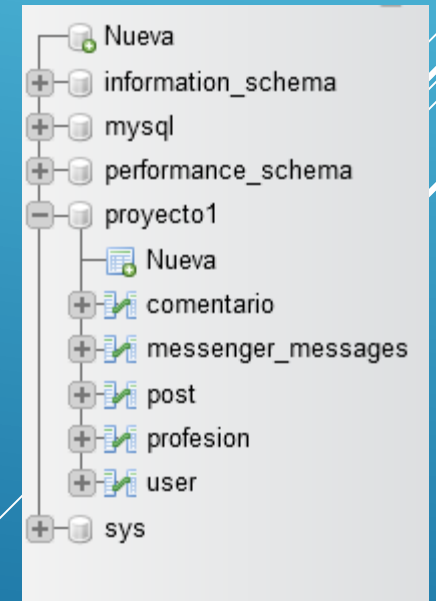 Nueva
information_schema
mysql
performance_schema
proyecto1
Nueva
comentario
messenger_messages
post
profesion
user
sys